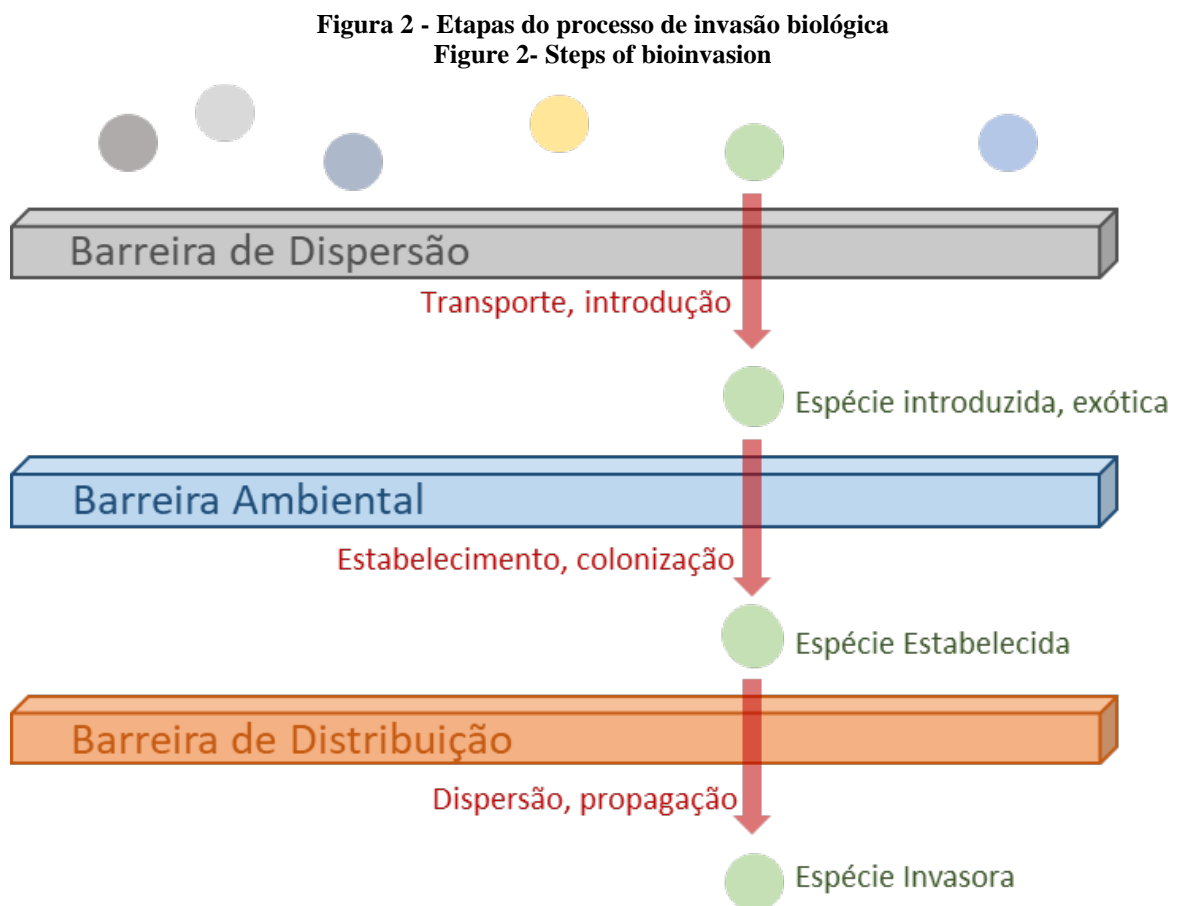 Figura 2 - Etapas do processo de invasão biológica
Figure 2- Steps of bioinvasion
Barreira de Dispersão
Transporte, introdução
Espécie introduzida, exótica
Barreira Ambiental
Estabelecimento, colonização
Espécie Estabelecida
Barreira de Distribuição
Dispersão, propagação
Espécie Invasora